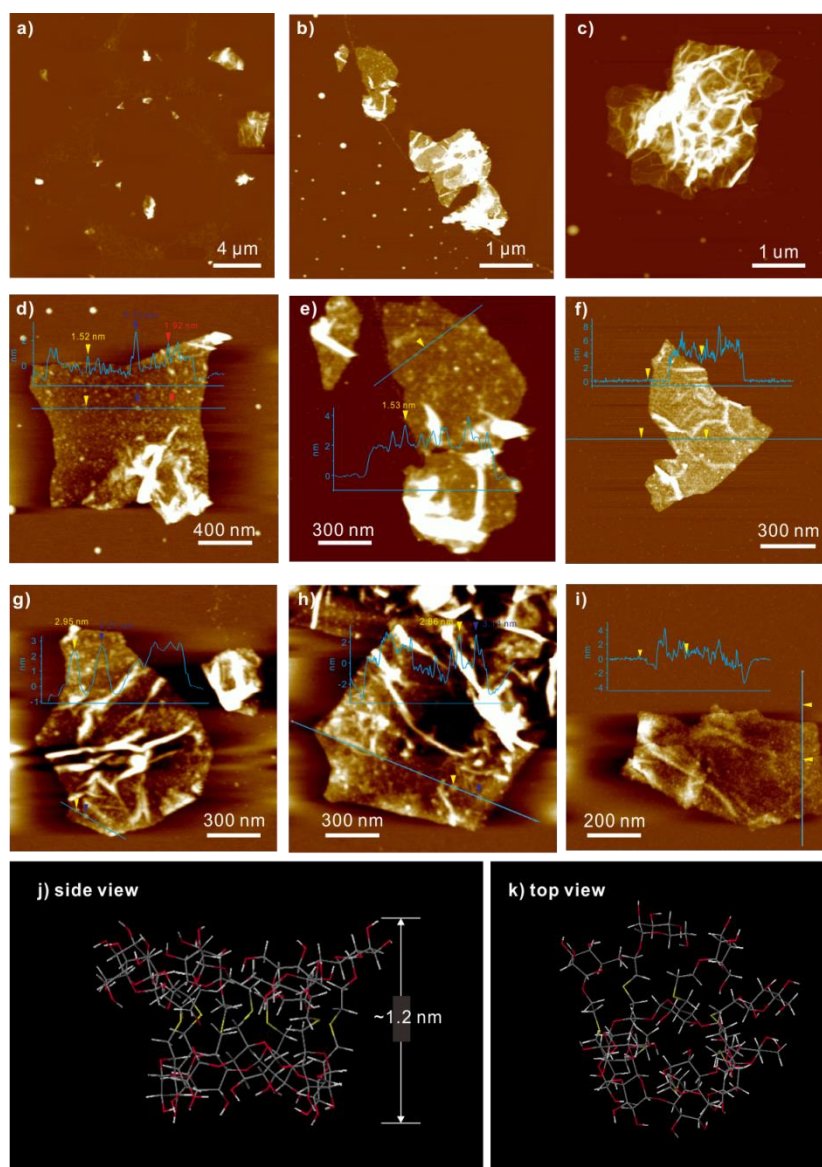 a)
4 µm
b)
1 µm
c)
1 um
d)
1.52 nm
1.92 nm
0
nm
400 nm
e)
1.53 nm
4
2
0
nm
300 nm
f)
8
6
4
2
0
nm
300 nm
g)
2.95 nm
3
2
1
0
-1
nm
300 nm
h)
2.86 nm
2
0
-2
nm
300 nm
i)
4
2
0
-2
-4
nm
200 nm
j) side view
~1.2 nm
k) top view